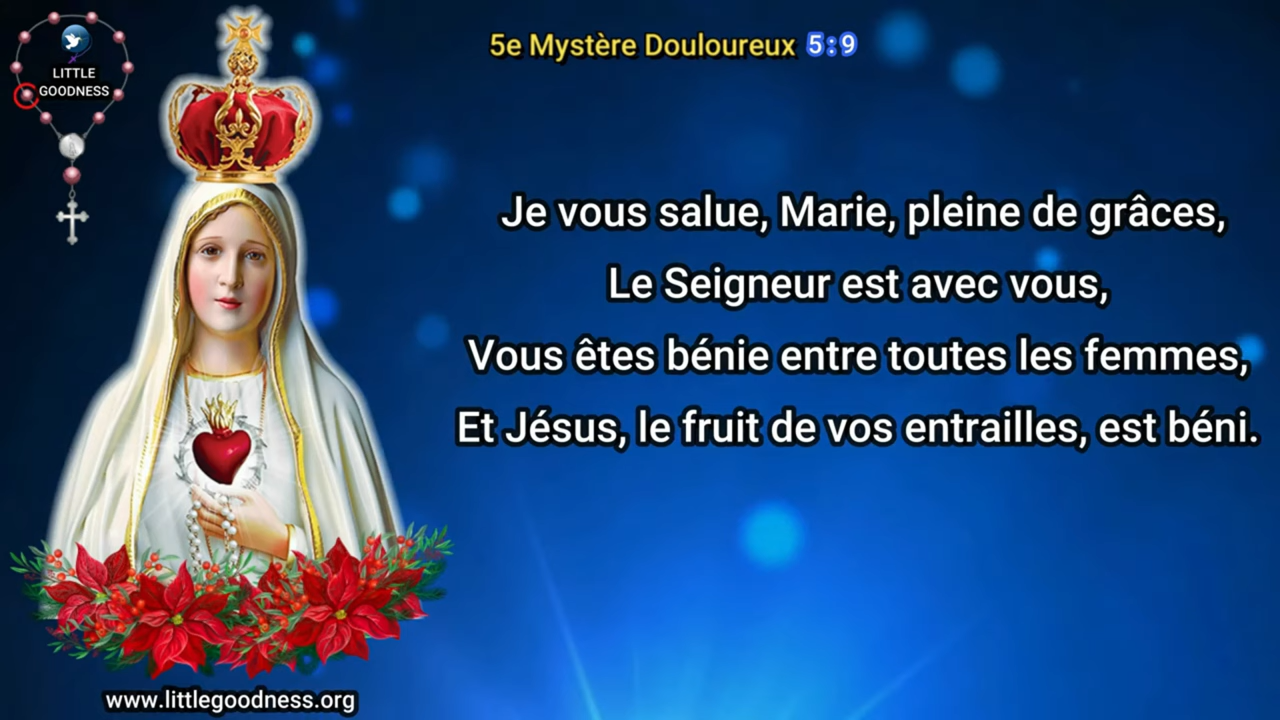 LITTLE
GOODNESS
5e Mystère Douloureux 5:9
Je vous salue, Marie, pleine de grâces,
Le Seigneur est avec vous,
Vous êtes bénie entre toutes les femmes,
Et Jésus, le fruit de vos entrailles, est béni.
www.littlegoodness.org